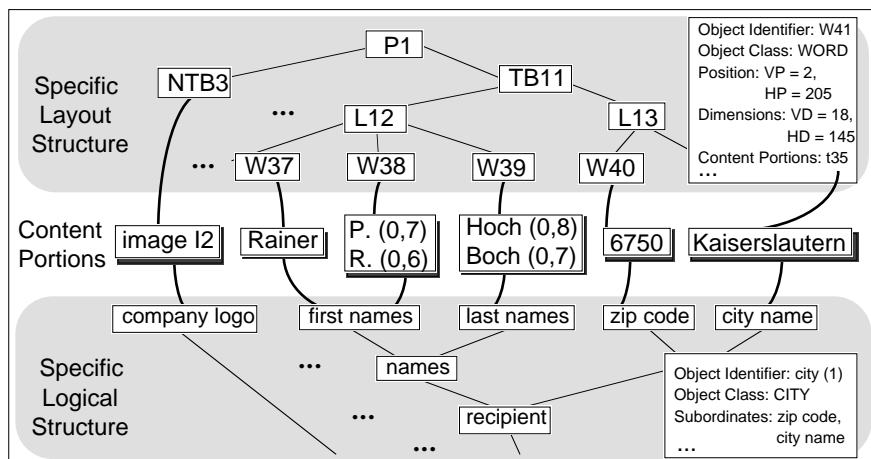 P1
NTB3
TB11
Specific
Layout
Structure
...
L12
L13
...
W37
W38
W39
W40
Object Identifier: W41
Object Class: WORD
Position: VP = 2,
HP = 205
Dimensions: VD = 18,
HD = 145
Content Portions: t35
...
Content
Portions
image I2
Rainer
P. (0,7)
R. (0,6)
Hoch (0,8)
Boch (0,7)
6750
Kaiserslautern
company logo
first names
last names
zip code
city name
Specific
Logical
Structure
...
names
...
recipient
...
Object Identifier: city (1)
Object Class: CITY
Subordinates: zip code,
city name
...